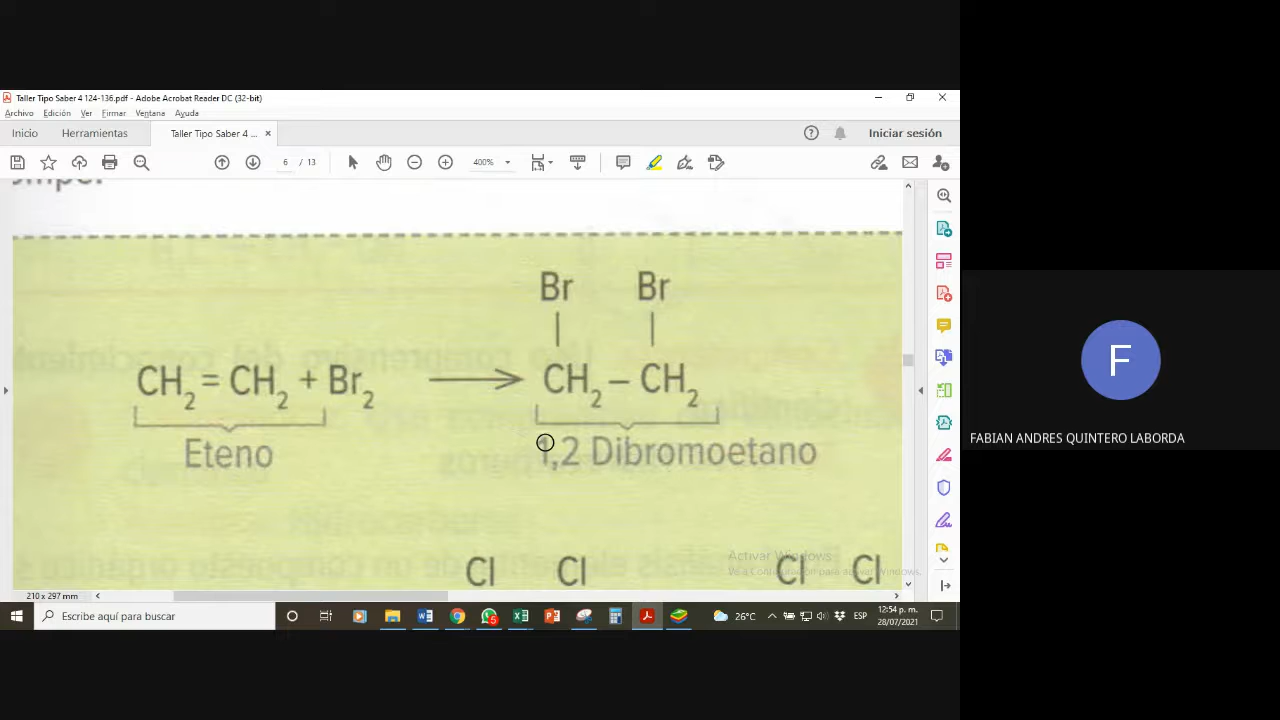 Taller Tipo Saber 4 124-136.pdf - Adobe Acrobat Reader DC (32-bit)
Archivo Edición Ver Firmar Ventana Ayuda
Inicio Herramientas Taller Tipo Saber 4 ... × Iniciar sesión
6 / 13 400%
Br Br
CH2 = CH2 + Br2 → CH2 – CH2
Eteno 1,2 Dibromoetano
Activar Windows
Cl Cl Cl Cl
210 x 297 mm
Escribe aquí para buscar 5 26°C ESP 12:54 p. m.
28/07/2021
F
FABIAN ANDRES QUINTERO LABORDA